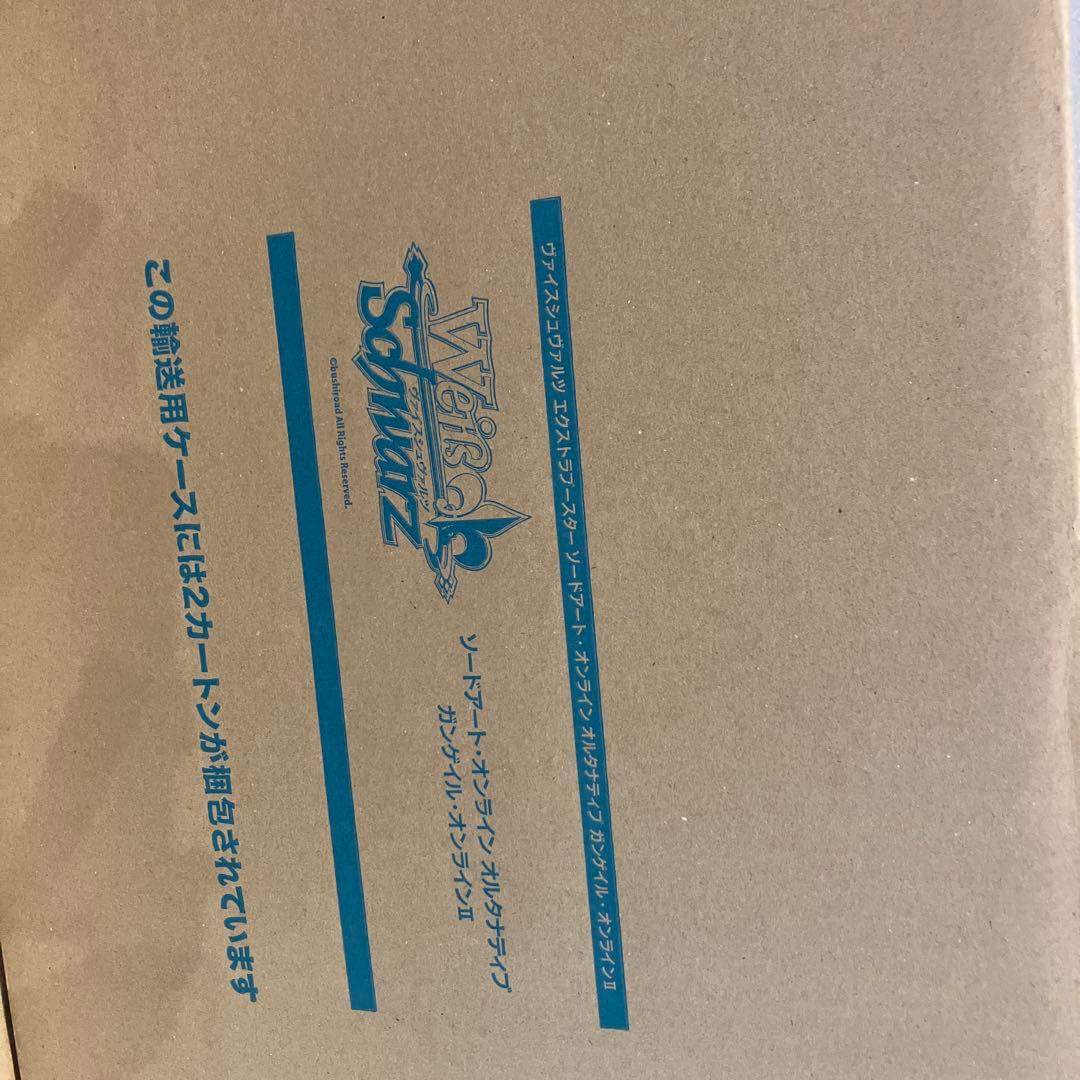 ヴァイスシュヴァルツ エクストラブースター ソードアート・オンライン オルタナティブ ガンゲイル・オンラインⅡ
Weiß
Schwarz
ヴァイスシュヴァルツ
©bushiroad All Rights Reserved.
ソードアート・オンライン オルタナティブ
ガンゲイル・オンラインⅡ
この輸送用ケースには2カートンが梱包されています